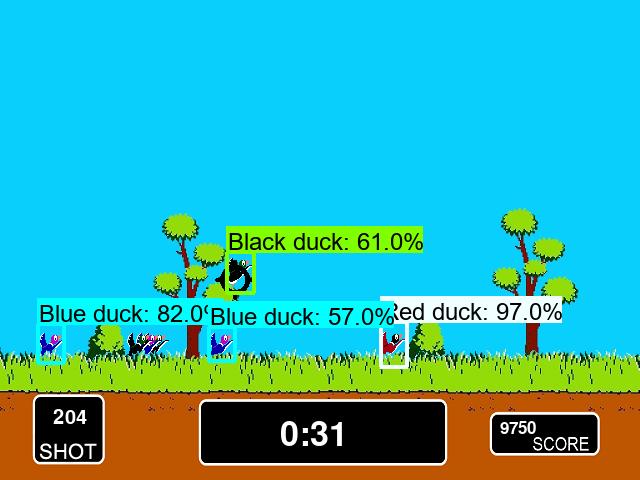 Black duck: 61.0%
Blue duck: 82.0%
Blue duck: 57.0%
Red duck: 97.0%
204
SHOT
0:31
9750
SCORE